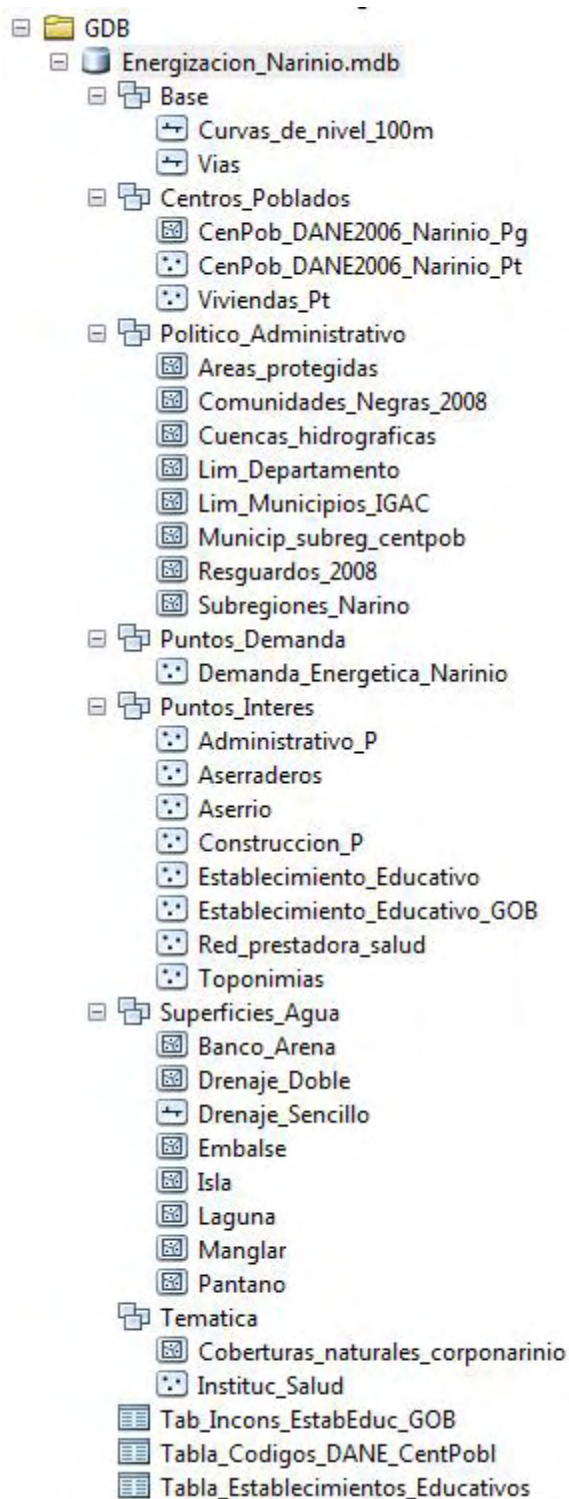 GDB
Energizacion_Narinio.mdb
Base
Curvas_de_nivel_100m
Vias
Centros_Poblados
CenPob_DANE2006_Narinio_Pg
CenPob_DANE2006_Narinio_Pt
Viviendas_Pt
Politico_Administrativo
Areas_protegidas
Comunidades_Negras_2008
Cuencas_hidrograficas
Lim_Departamento
Lim_Municipios_IGAC
Municip_subreg_centpob
Resguardos_2008
Subregiones_Narino
Puntos_Demanda
Demanda_Energetica_Narinio
Puntos_Interes
Administrativo_P
Aserraderos
Aserrio
Construccion_P
Establecimiento_Educativo
Establecimiento_Educativo_GOB
Red_prestadora_salud
Toponimias
Superficies_Agua
Banco_Arena
Drenaje_Doble
Drenaje_Sencillo
Embalse
Isla
Laguna
Manglar
Pantano
Tematica
Coberturas_naturales_corponarinio
Instituc_Salud
Tab_Incons_EstabEduc_GOB
Tabla_Codigos_DANE_CentPobl
Tabla_Establecimientos_Educativos